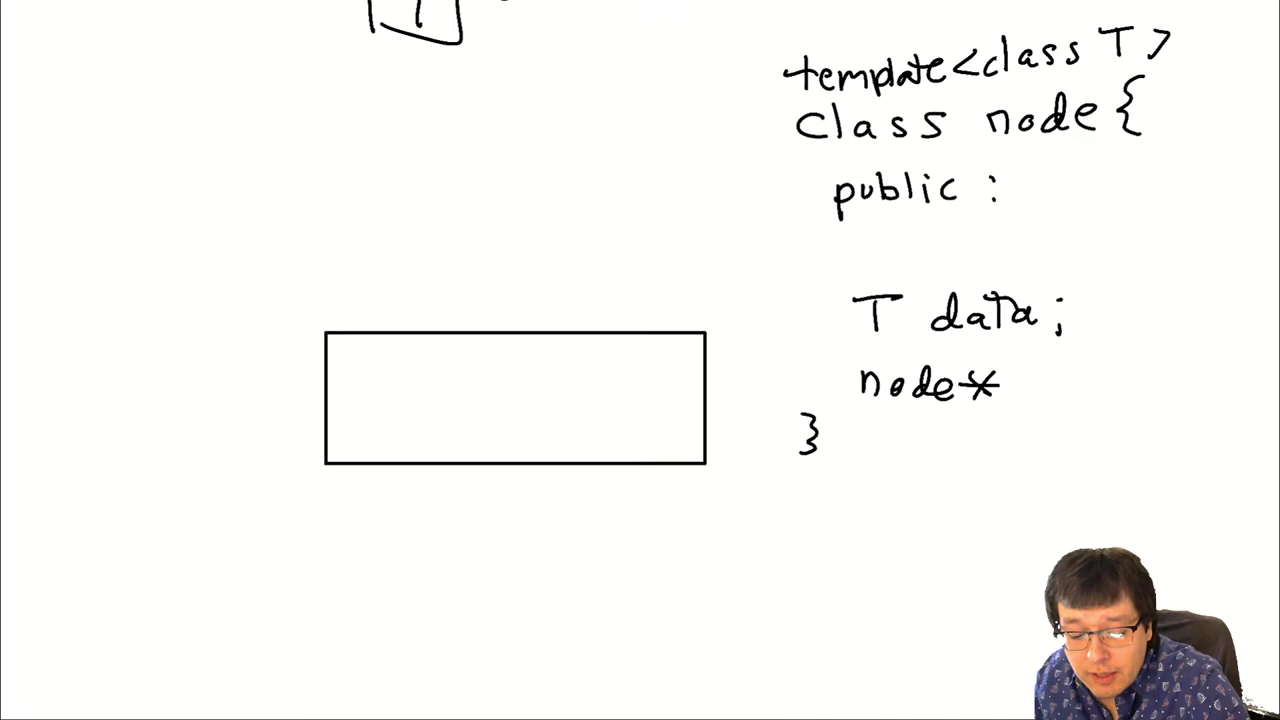 template<class T>
class node {
public :
T data ;
node*
}